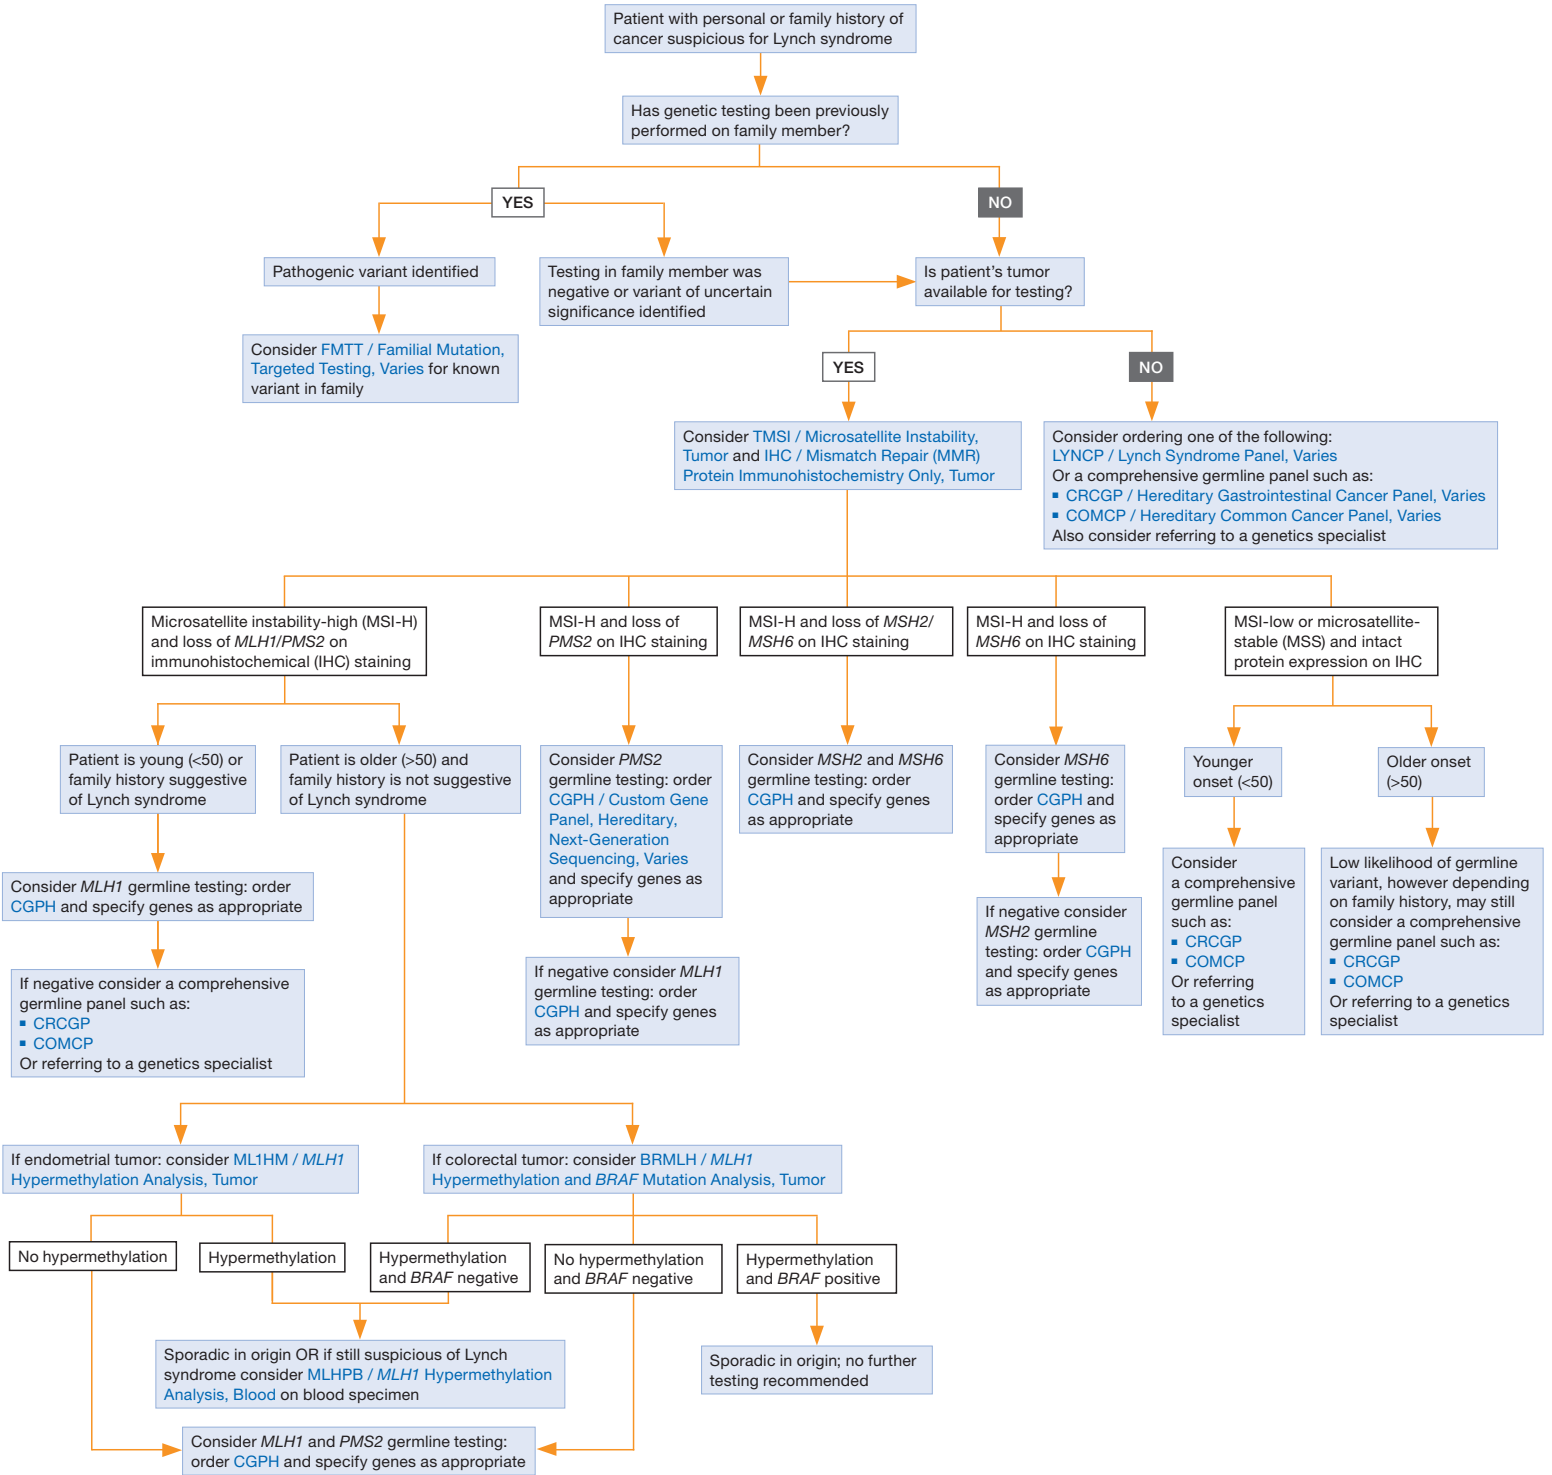 Patient with personal or family history of
cancer suspicious for Lynch syndrome
Has genetic testing been previously
performed on family member?
YES
NO
Pathogenic variant identified
Testing in family member was
negative or variant of uncertain
significance identified
Is patient’s tumor
available for testing?
Consider FMTT / Familial Mutation,
Targeted Testing, Varies for known
variant in family
YES
NO
Consider TMSI / Microsatellite Instability,
Tumor and IHC / Mismatch Repair (MMR)
Protein Immunohistochemistry Only, Tumor
Consider ordering one of the following:
LYNCP / Lynch Syndrome Panel, Varies
Or a comprehensive germline panel such as:
▪ CRCGP / Hereditary Gastrointestinal Cancer Panel, Varies
▪ COMCP / Hereditary Common Cancer Panel, Varies
Also consider referring to a genetics specialist
Microsatellite instability-high (MSI-H)
and loss of MLH1/PMS2 on
immunohistochemical (IHC) staining
MSI-H and loss of
PMS2 on IHC staining
MSI-H and loss of MSH2/
MSH6 on IHC staining
MSI-H and loss of
MSH6 on IHC staining
MSI-low or microsatellite-
stable (MSS) and intact
protein expression on IHC
Patient is young (<50) or
family history suggestive
of Lynch syndrome
Patient is older (>50) and
family history is not suggestive
of Lynch syndrome
Consider PMS2
germline testing: order
CGPH / Custom Gene
Panel, Hereditary,
Next-Generation
Sequencing, Varies
and specify genes as
appropriate
Consider MSH2 and MSH6
germline testing: order
CGPH and specify genes
as appropriate
Consider MSH6
germline testing:
order CGPH and
specify genes as
appropriate
Younger
onset (<50)
Older onset
(>50)
Consider MLH1 germline testing: order
CGPH and specify genes as appropriate
If negative consider a comprehensive
germline panel such as:
▪ CRCGP
▪ COMCP
Or referring to a genetics specialist
If negative consider MLH1
germline testing: order
CGPH and specify genes
as appropriate
If negative consider
MSH2 germline
testing: order CGPH
and specify genes
as appropriate
Consider
a comprehensive
germline panel
such as:
▪ CRCGP
▪ COMCP
Or referring
to a genetics
specialist
Low likelihood of germline
variant, however depending
on family history, may still
consider a comprehensive
germline panel such as:
▪ CRCGP
▪ COMCP
Or referring to a genetics
specialist
If endometrial tumor: consider ML1HM / MLH1
Hypermethylation Analysis, Tumor
If colorectal tumor: consider BRMLH / MLH1
Hypermethylation and BRAF Mutation Analysis, Tumor
No hypermethylation
Hypermethylation
Hypermethylation
and BRAF negative
No hypermethylation
and BRAF negative
Hypermethylation
and BRAF positive
Sporadic in origin OR if still suspicious of Lynch
syndrome consider MLHPB / MLH1 Hypermethylation
Analysis, Blood on blood specimen
Sporadic in origin; no further
testing recommended
Consider MLH1 and PMS2 germline testing:
order CGPH and specify genes as appropriate